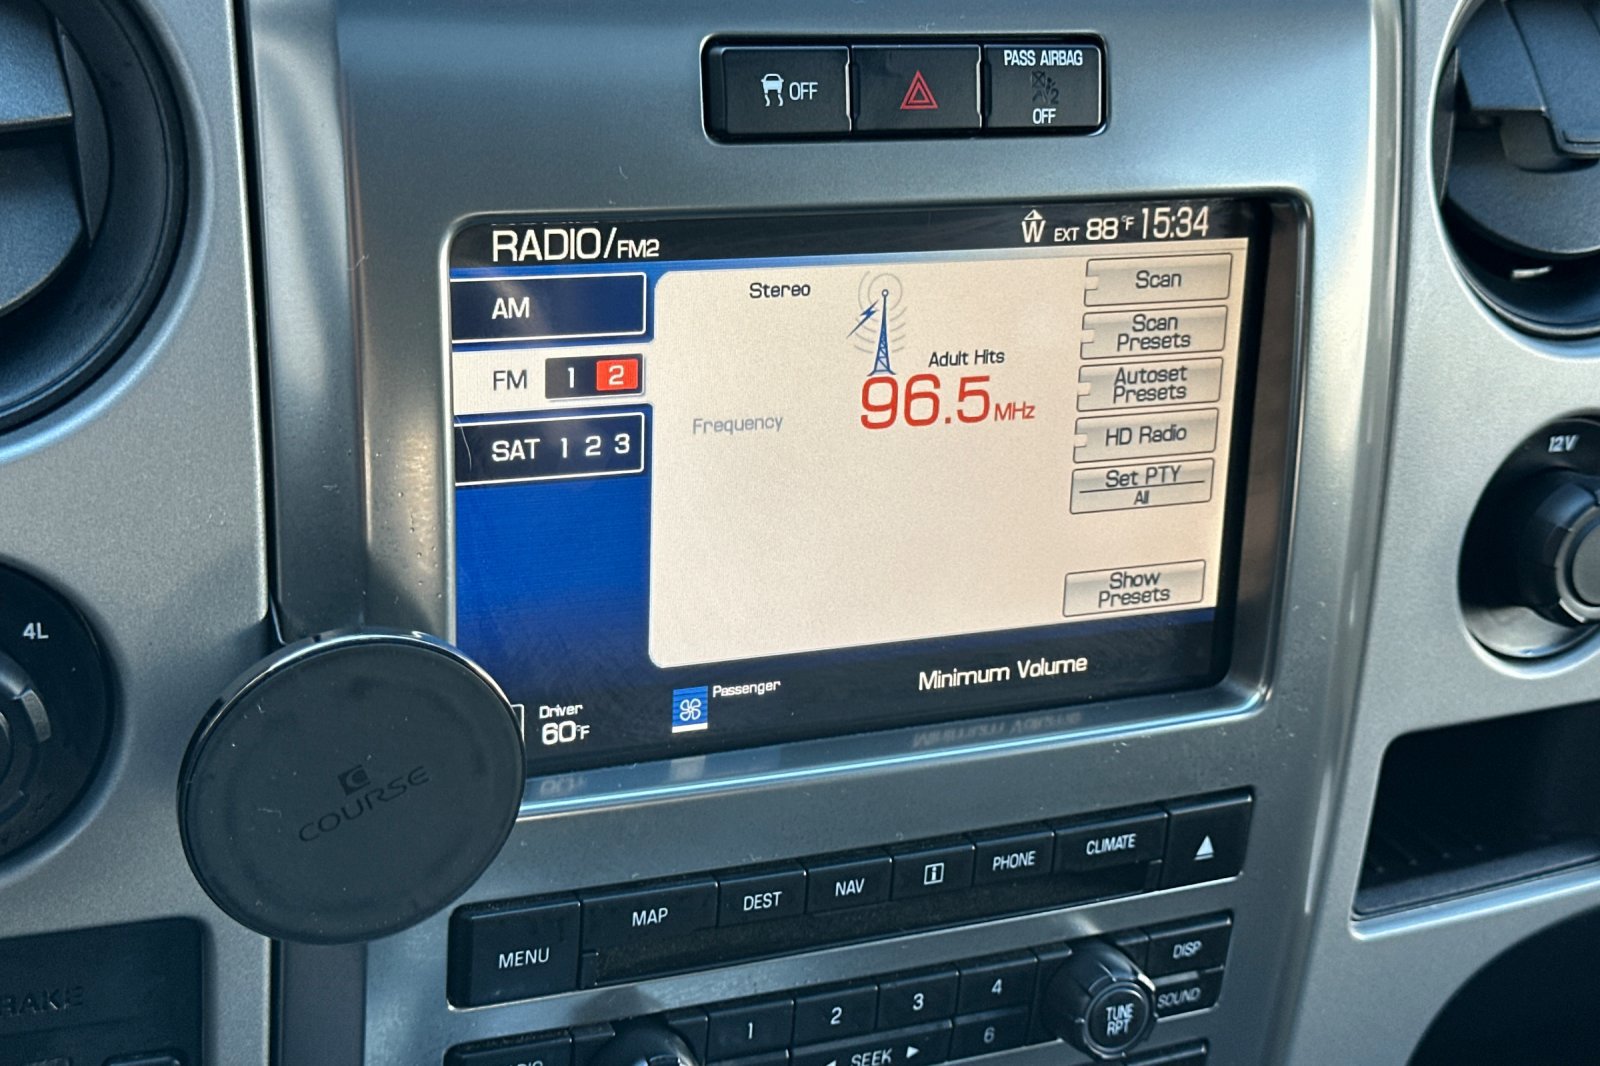 OFF
PASS AIRBAG
OFF
RADIO/FM2
W EXT 88°F 15:34
AM
FM 1 2
SAT 1 2 3
Stereo
Adult Hits
Frequency
96.5 MHz
Scan
Scan
Presets
Autoset
Presets
HD Radio
Set PTY
All
Show
Presets
Minimum Volume
Driver
60°F
Passenger
12V
4L
COURSE
MENU
MAP
DEST
NAV
i
PHONE
CLIMATE
DISP
SOUND
TUNE
RPT
1
2
3
4
6
SEEK